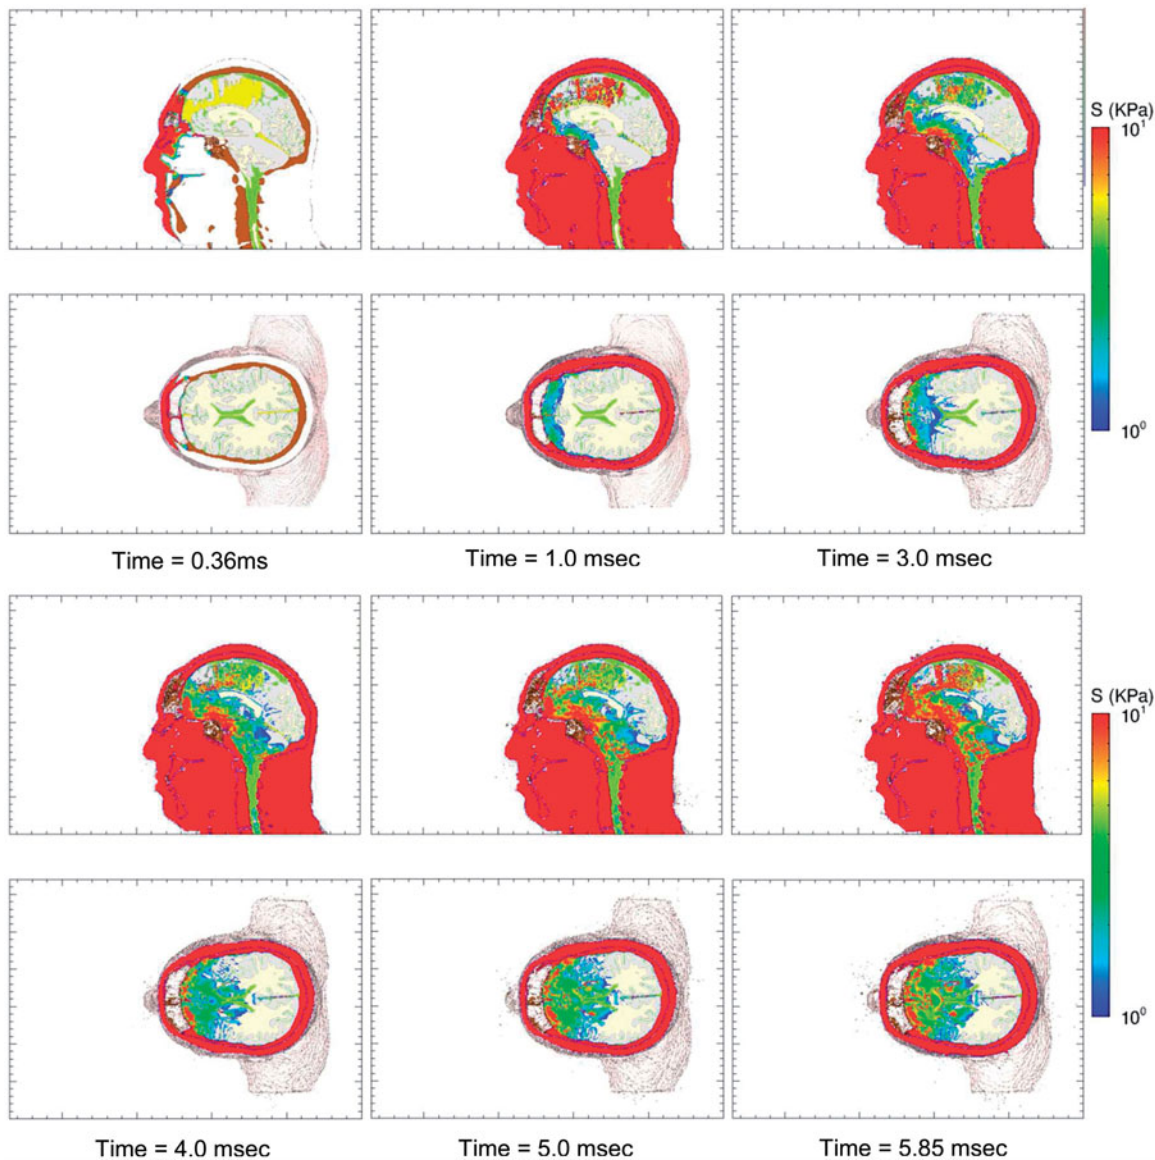 S (KPa)
10¹
10⁰
Time = 0.36ms
Time = 1.0 msec
Time = 3.0 msec
S (KPa)
10¹
10⁰
Time = 4.0 msec
Time = 5.0 msec
Time = 5.85 msec